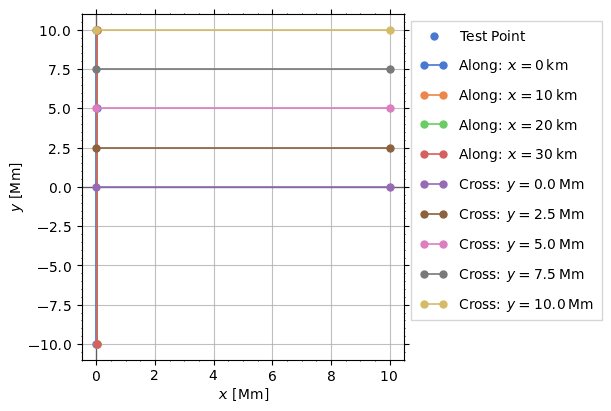 10.0
7.5
5.0
2.5
0.0
−2.5
−5.0
−7.5
−10.0
y [Mm]
0 2 4 6 8 10
x [Mm]
Test Point
Along: x = 0 km
Along: x = 10 km
Along: x = 20 km
Along: x = 30 km
Cross: y = 0.0 Mm
Cross: y = 2.5 Mm
Cross: y = 5.0 Mm
Cross: y = 7.5 Mm
Cross: y = 10.0 Mm